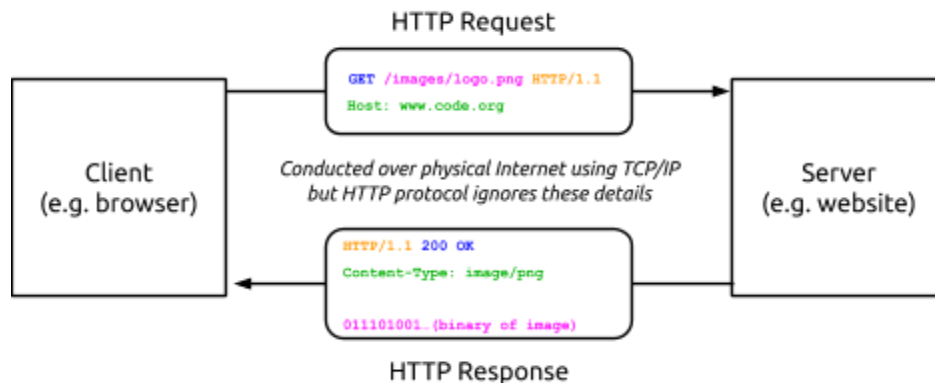 HTTP Request
GET /images/logo.png HTTP/1.1
Host: www.code.org
Client
(e.g. browser)
Conducted over physical Internet using TCP/IP
but HTTP protocol ignores these details
Server
(e.g. website)
HTTP/1.1 200 OK
Content-Type: image/png
011101001…(binary of image)
HTTP Response